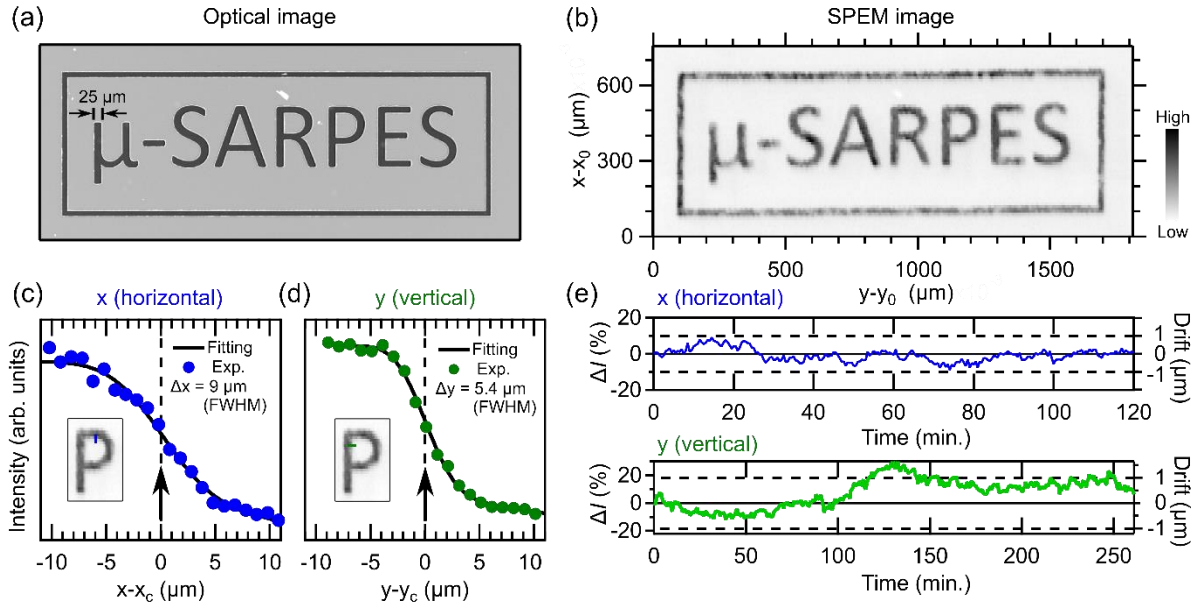 (a) Optical image
25 μm
μ-SARPES
(b) SPEM image
x-x₀ (μm)
600
300
0
μ-SARPES
0 500 1000 1500
y-y₀ (μm)
High
Low
(c) x (horizontal)
Intensity (arb. units)
Fitting
Exp.
Δx = 9 μm
(FWHM)
P
-10 -5 0 5 10
x-x_c (μm)
(d) y (vertical)
Fitting
Exp.
Δy = 5.4 μm
(FWHM)
P
-10 -5 0 5 10
y-y_c (μm)
(e) x (horizontal)
ΔI (%)
20
0
-20
1
0
-1
Drift (μm)
0 20 40 60 80 100 120
Time (min.)
y (vertical)
ΔI (%)
20
0
-20
1
0
-1
Drift (μm)
0 50 100 150 200 250
Time (min.)